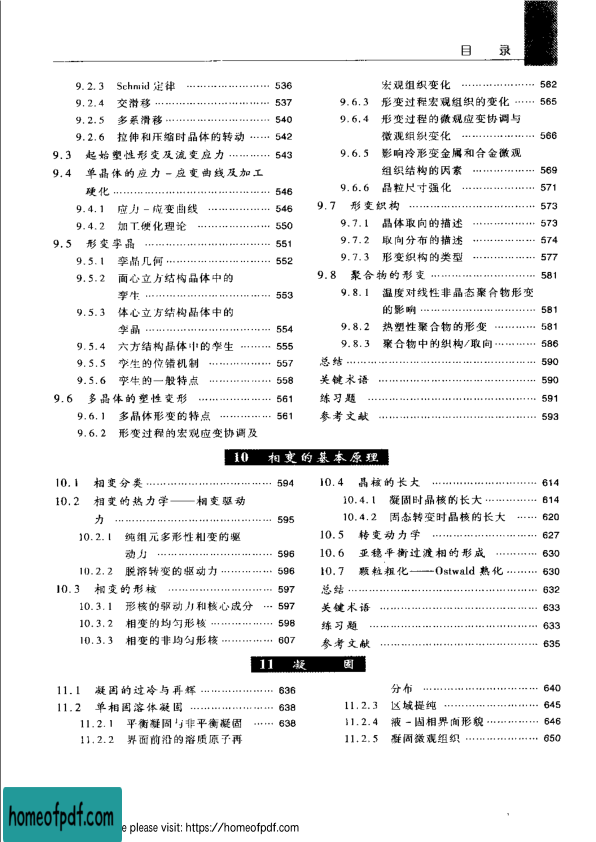 目 录
9.2.3 Schmid 定律 …………………… 536
9.2.4 交滑移 …………………………… 537
9.2.5 多系滑移 ………………………… 540
9.2.6 拉伸和压缩时晶体的转动 …… 542
9.3 起始塑性形变及流变应力 ………… 543
9.4 单晶体的应力-应变曲线及加工
硬化 …………………………………… 546
9.4.1 应力-应变曲线 ……………… 546
9.4.2 加工硬化理论 ………………… 550
9.5 形变孪晶 …………………………… 551
9.5.1 孪晶几何 ……………………… 552
9.5.2 面心立方结构晶体中的
孪生 …………………………… 553
9.5.3 体心立方结构晶体中的
孪晶 …………………………… 554
9.5.4 六方结构晶体中的孪生 ……… 555
9.5.5 孪生的位错机制 ……………… 557
9.5.6 孪生的一般特点 ……………… 558
9.6 多晶体的塑性变形 ………………… 561
9.6.1 多晶体形变的特点 …………… 561
9.6.2 形变过程的宏观应变协调及
宏观组织变化 ………………… 562
9.6.3 形变过程宏观组织的变化 …… 565
9.6.4 形变过程的微观应变协调与
微观组织变化 ………………… 566
9.6.5 影响冷形变金属和合金微观
组织结构的因素 ……………… 569
9.6.6 晶粒尺寸强化 ………………… 571
9.7 形变织构 …………………………… 573
9.7.1 晶体取向的描述 ……………… 573
9.7.2 取向分布的描述 ……………… 574
9.7.3 形变织构的类型 ……………… 577
9.8 聚合物的形变 ……………………… 581
9.8.1 温度对线性非晶态聚合物形变
的影响 ………………………… 581
9.8.2 热塑性聚合物的形变 ………… 581
9.8.3 聚合物中的织构/取向 ………… 586
总结 ……………………………………… 590
关键术语 ………………………………… 590
练习题 …………………………………… 591
参考文献 ………………………………… 593
10 相变的基本原理
10.1 相变分类 ………………………… 594
10.2 相变的热力学——相变驱动
力 ………………………………… 595
10.2.1 纯组元多形性相变的驱
动力 ………………………… 596
10.2.2 脱溶转变的驱动力 ………… 596
10.3 相变的形核 ……………………… 597
10.3.1 形核的驱动力和核心成分 … 597
10.3.2 相变的均匀形核 …………… 598
10.3.3 相变的非均匀形核 ………… 607
10.4 晶核的长大 ……………………… 614
10.4.1 凝固时晶核的长大 ………… 614
10.4.2 固态转变时晶核的长大 …… 620
10.5 转变动力学 ……………………… 627
10.6 亚稳平衡过渡相的形成 ………… 630
10.7 颗粒粗化——Ostwald 熟化 ……… 630
总结 ……………………………………… 632
关键术语 ………………………………… 633
练习题 …………………………………… 633
参考文献 ………………………………… 635
11 凝 固
11.1 凝固的过冷与再辉 ……………… 636
11.2 单相固溶体凝固 ………………… 638
11.2.1 平衡凝固与非平衡凝固 …… 638
11.2.2 界面前沿的溶质原子再
分布 ………………………… 640
11.2.3 区域提纯 …………………… 645
11.2.4 液-固相界面形貌 …………… 646
11.2.5 凝固微观组织 ……………… 650
homeofpdf.com
e please visit: https://homeofpdf.com